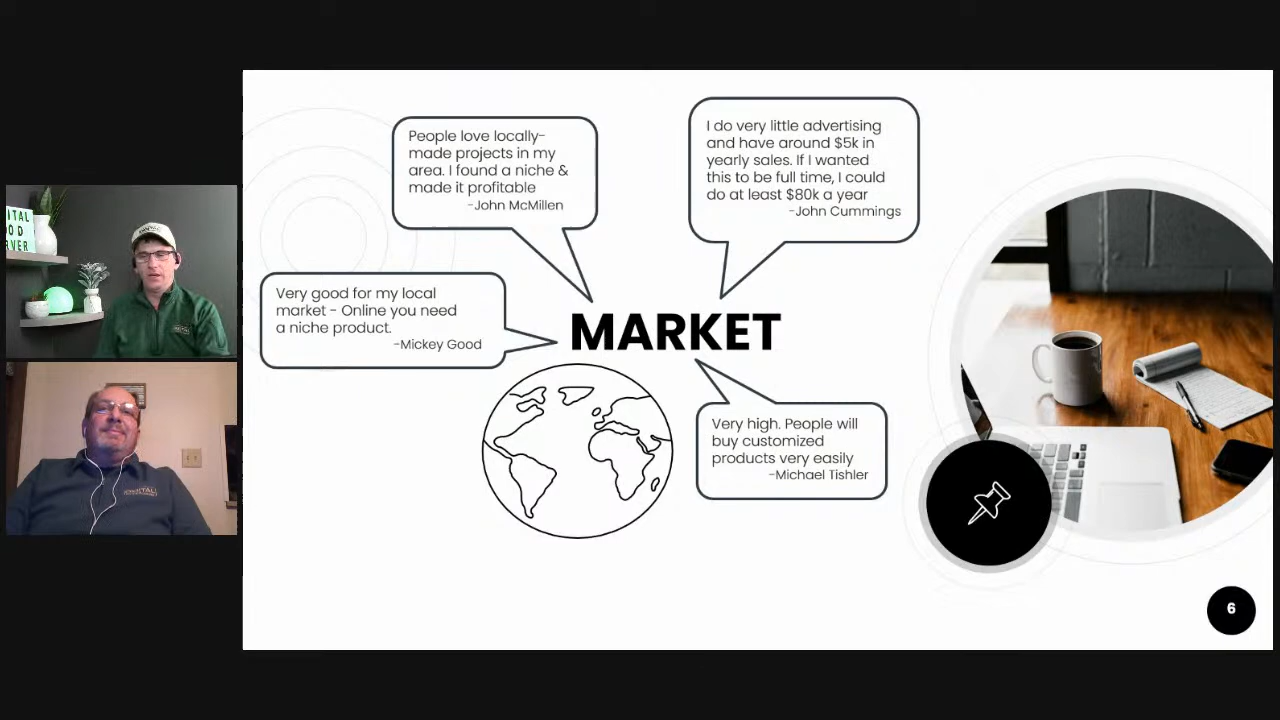 People love locally-
made projects in my
area. I found a niche &
made it profitable
-John McMillen
I do very little advertising
and have around $5k in
yearly sales. If I wanted
this to be full time, I could
do at least $80k a year
-John Cummings
Very good for my local
market - Online you need
a niche product.
-Mickey Good
MARKET
Very high. People will
buy customized
products very easily
-Michael Tishler
6
ITAL
OD
VER